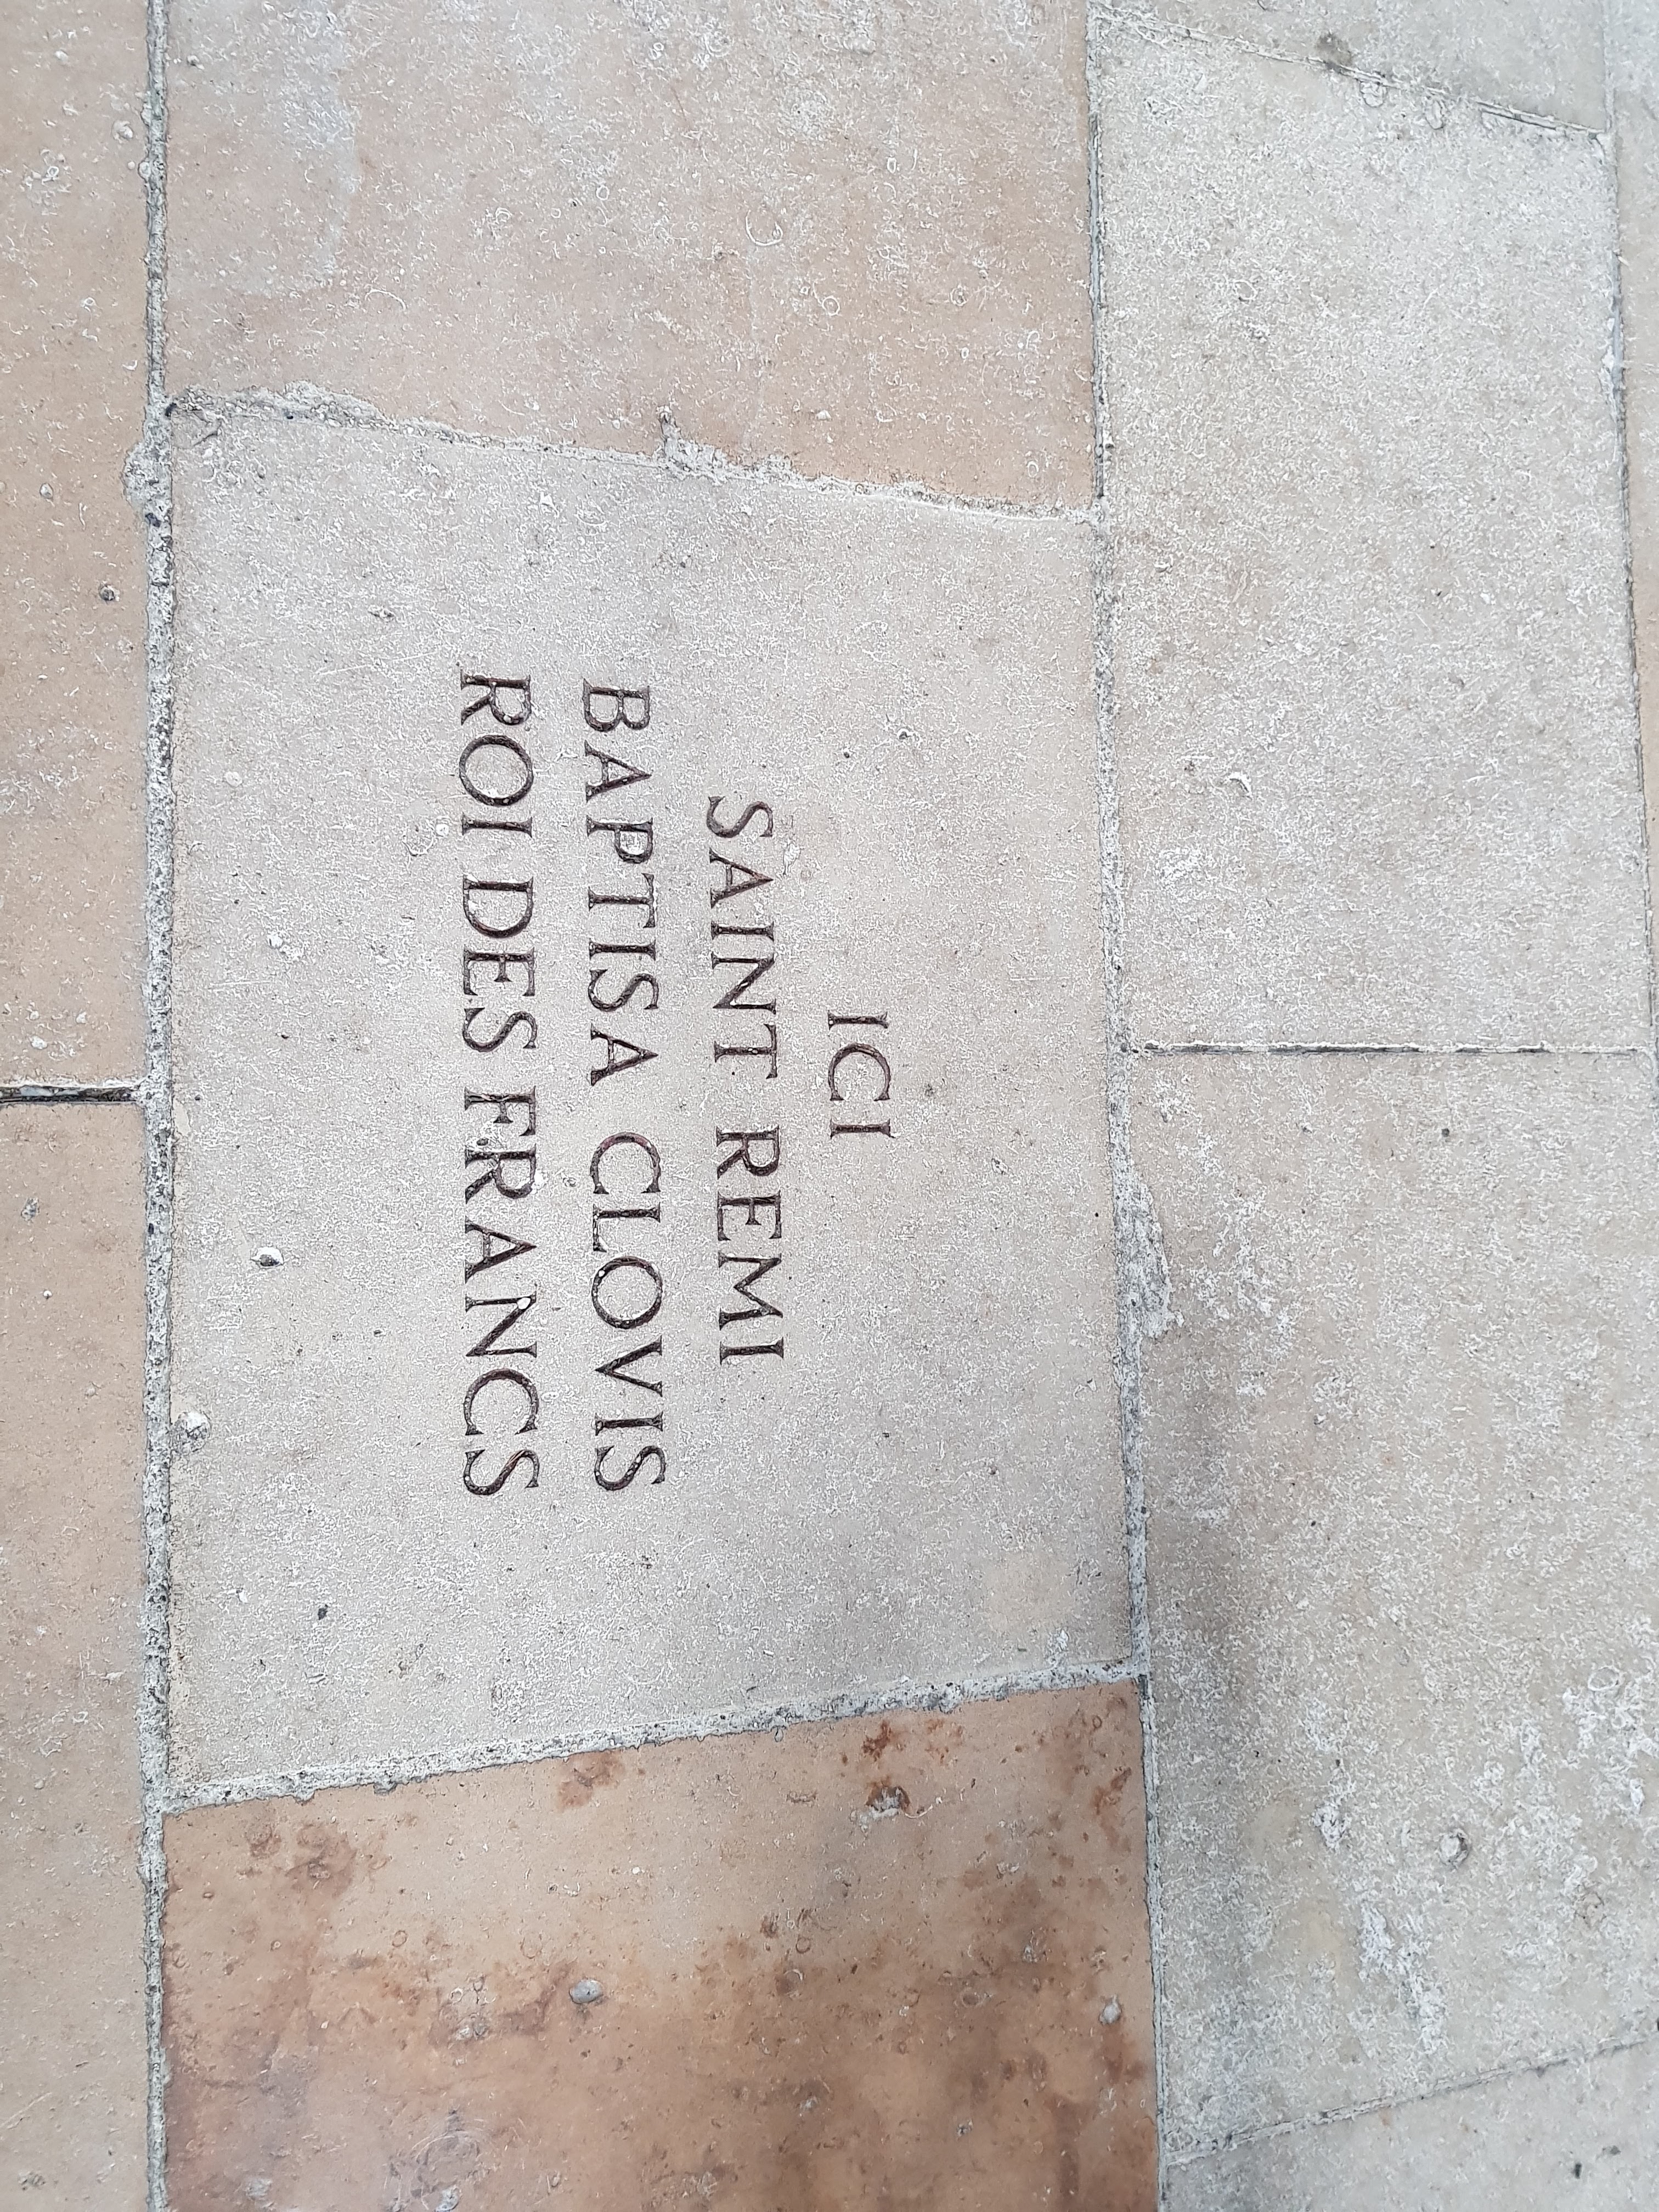 ICI
SAINT REMI
BAPTISA CLOVIS
ROI DES FRANCS